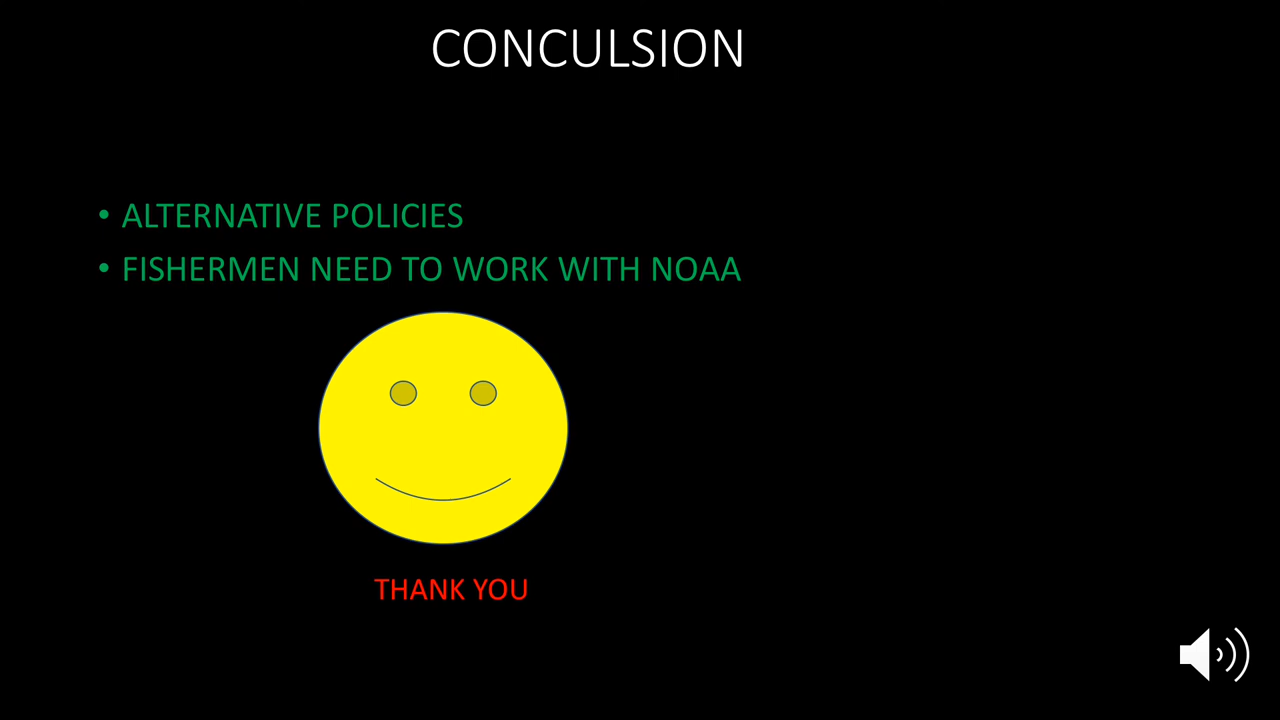 CONCULSION
• ALTERNATIVE POLICIES
• FISHERMEN NEED TO WORK WITH NOAA
THANK YOU